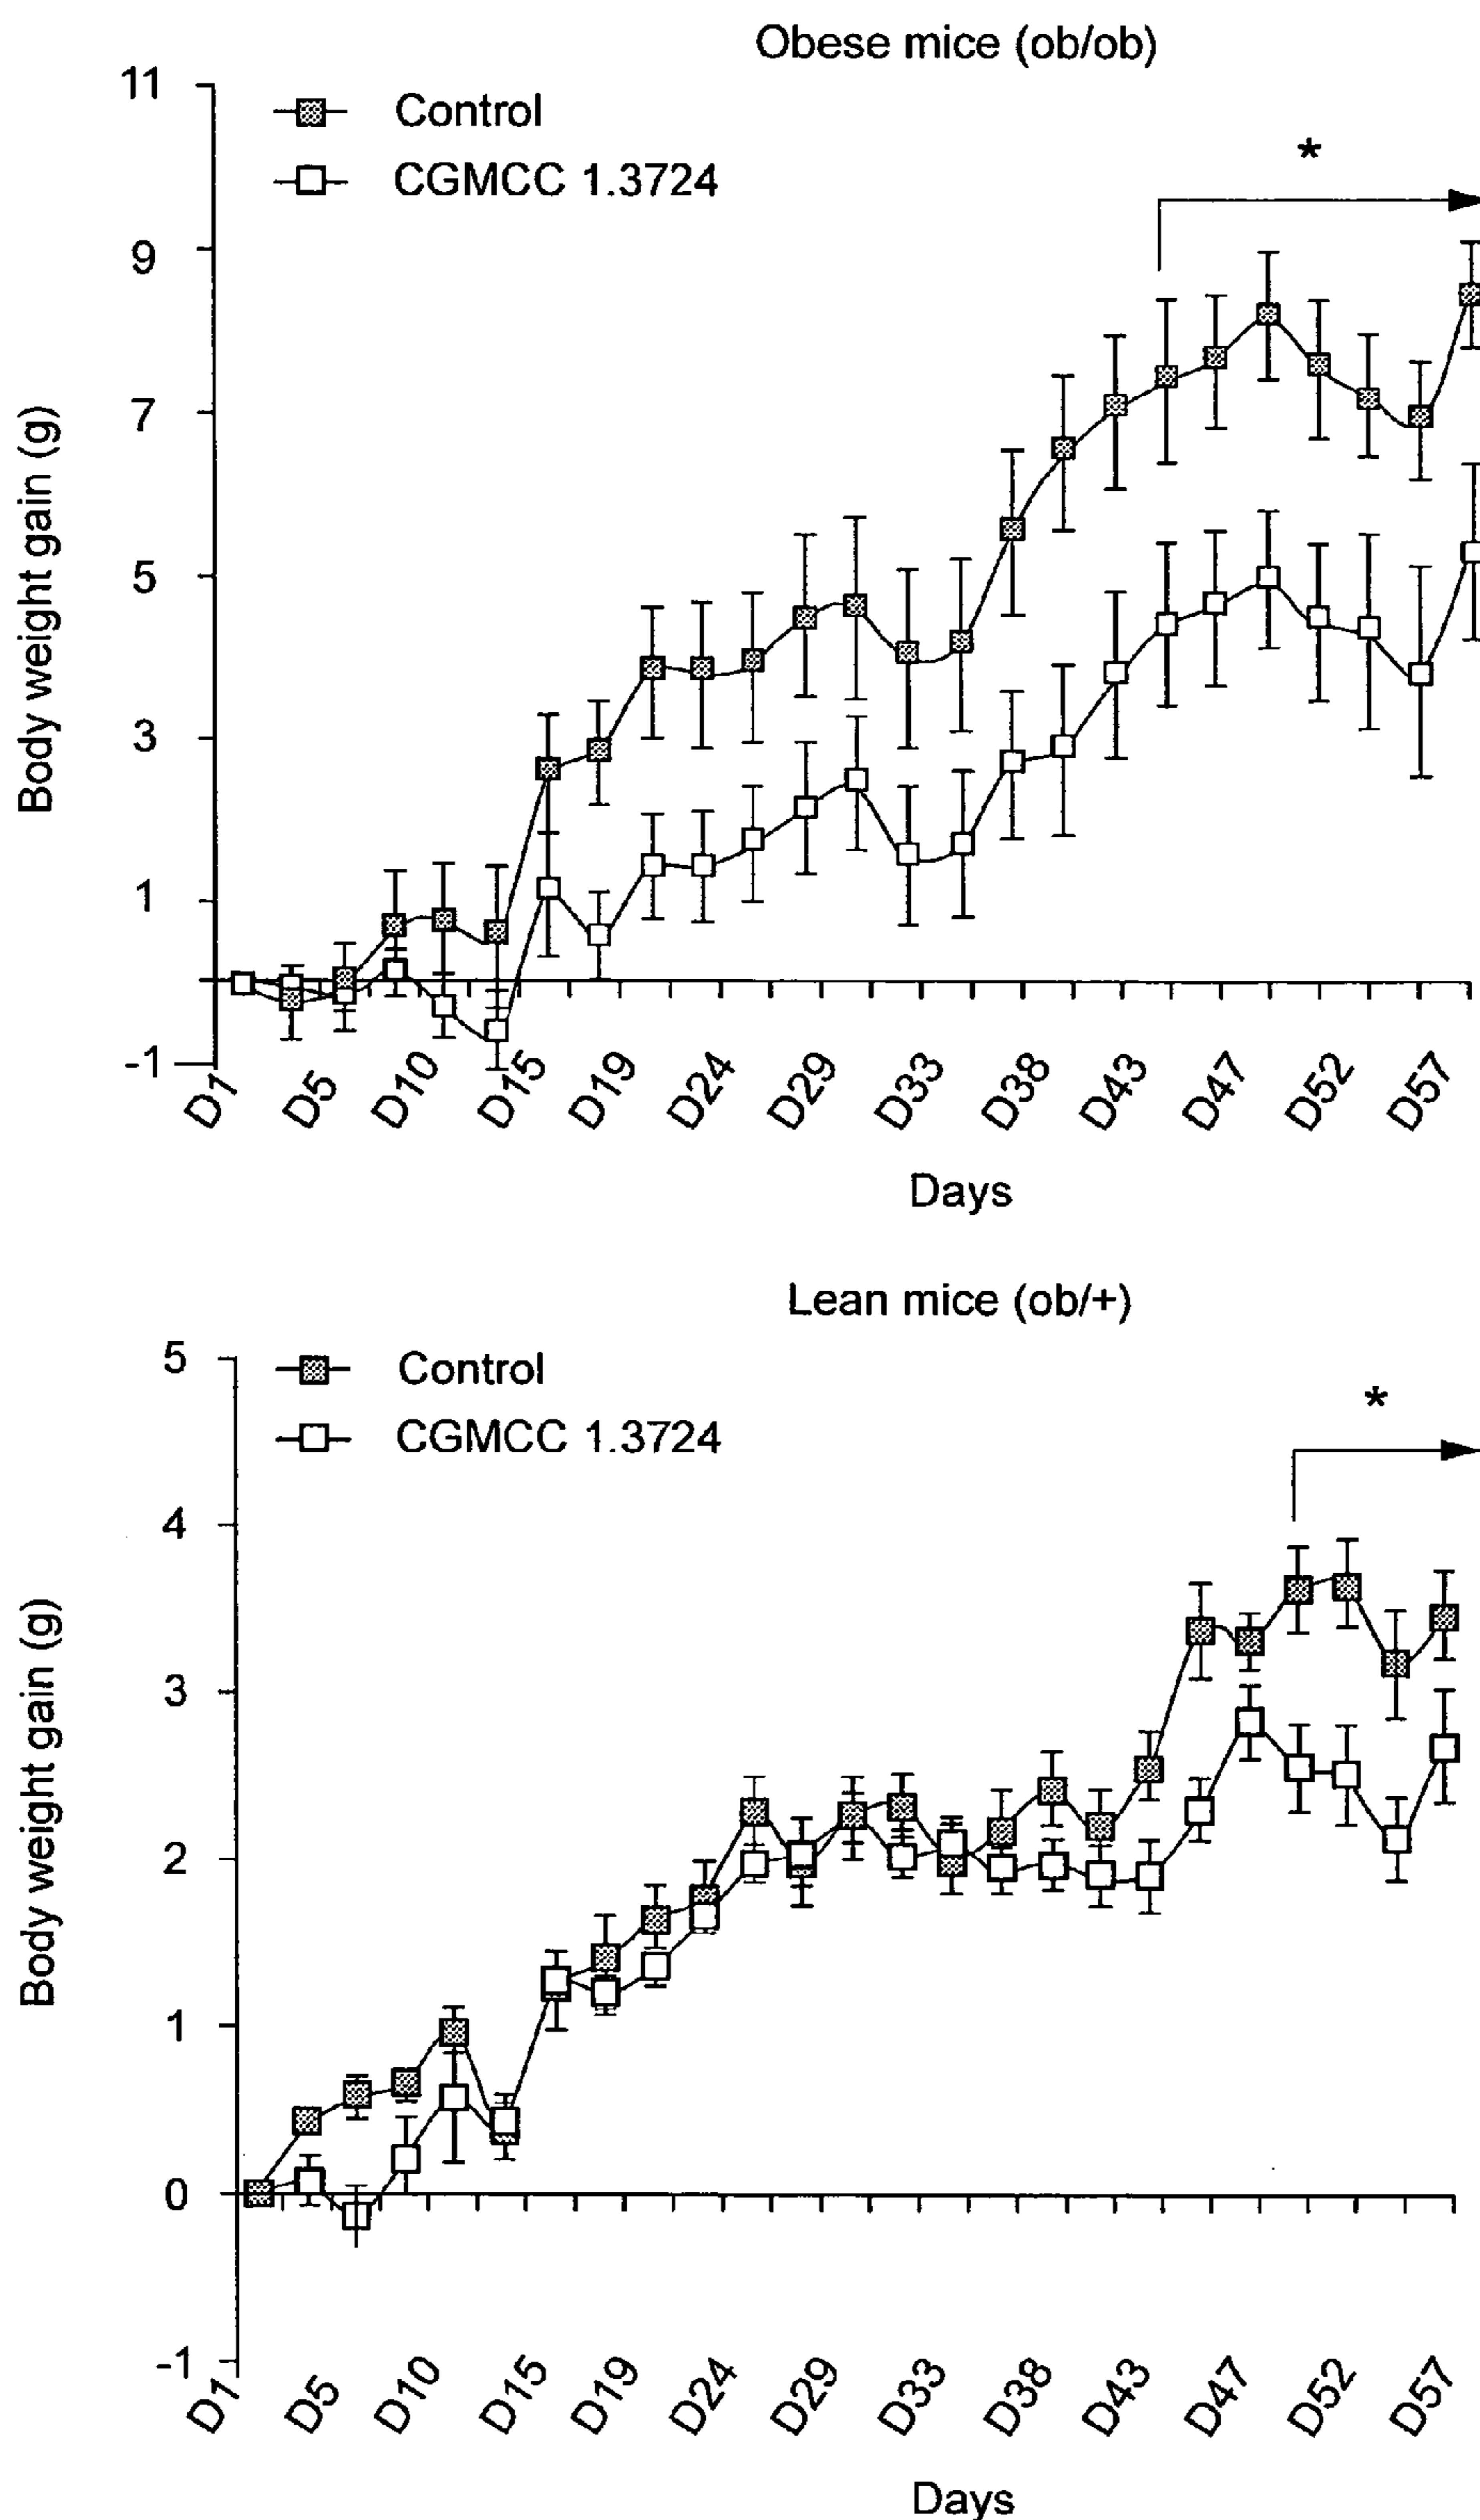 Obese mice (ob/ob)
11
9
7
5
3
1
-1
Control
CGMCC 1.3724
*
Body weight gain (g)
D1 D5 D10 D15 D19 D24 D29 D33 D38 D43 D47 D52 D57
Days
Lean mice (ob/+)
5
4
3
2
1
0
-1
Control
CGMCC 1.3724
*
Body weight gain (g)
D1 D5 D10 D15 D19 D24 D29 D33 D38 D43 D47 D52 D57
Days